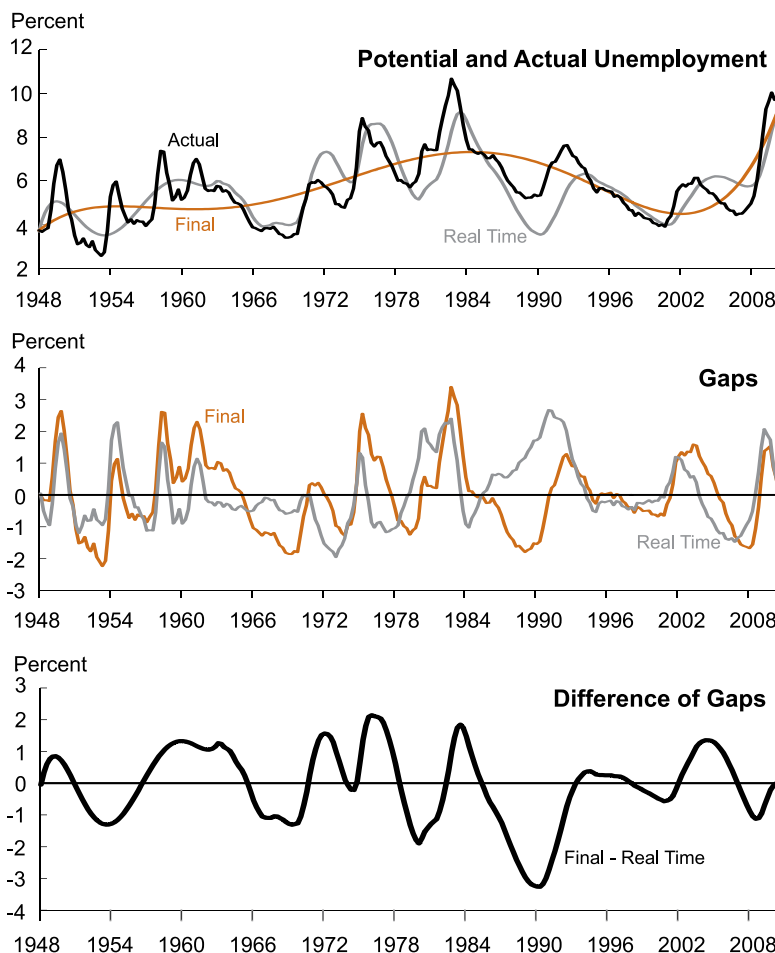 Percent
12
Potential and Actual Unemployment
10
Actual
8
6
4
Final
Real Time
2
1948 1954 1960 1966 1972 1978 1984 1990 1996 2002 2008
Percent
4
Gaps
3
Final
2
1
0
-1
Real Time
-2
-3
1948 1954 1960 1966 1972 1978 1984 1990 1996 2002 2008
Percent
3
Difference of Gaps
2
1
0
-1
-2
Final - Real Time
-3
-4
1948 1954 1960 1966 1972 1978 1984 1990 1996 2002 2008